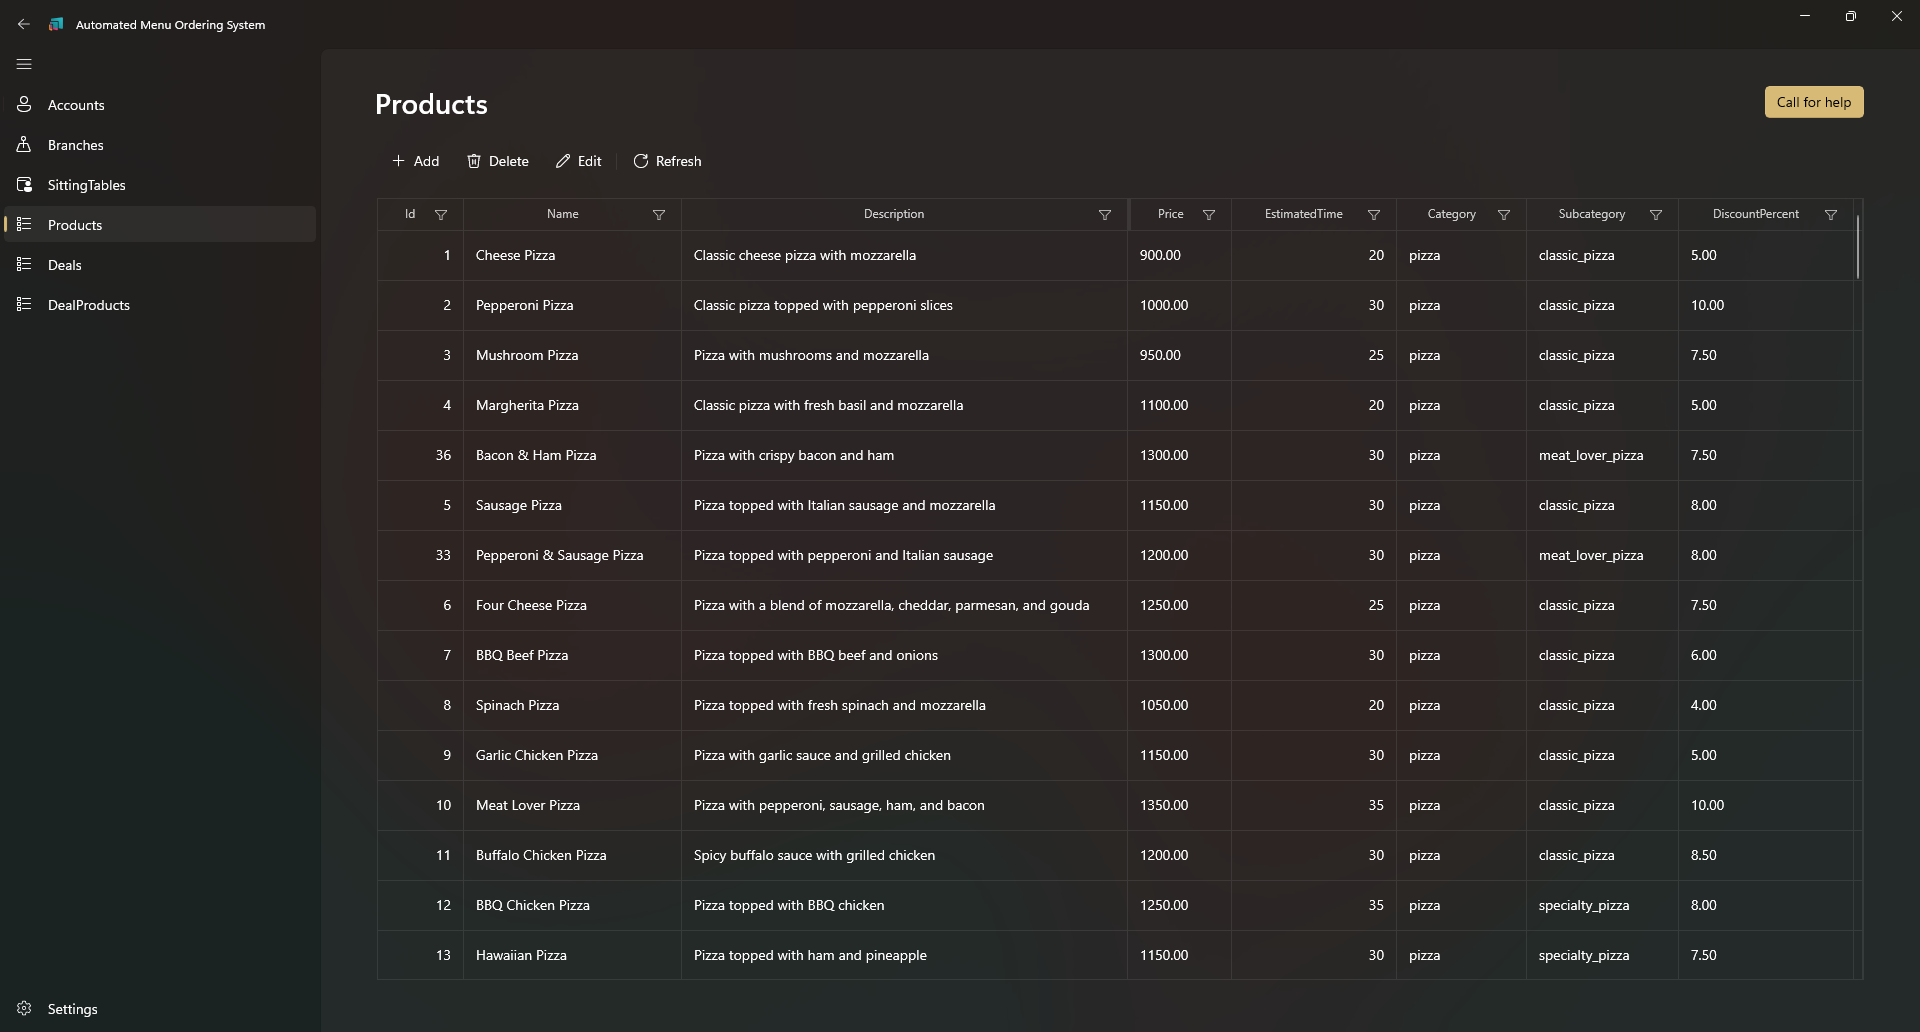 Automated Menu Ordering System
Accounts
Branches
SittingTables
Products
Deals
DealProducts
Settings
Products
Call for help
Add Delete Edit Refresh
Id Name Description Price EstimatedTime Category Subcategory DiscountPercent
1 Cheese Pizza Classic cheese pizza with mozzarella 900.00 20 pizza classic_pizza 5.00
2 Pepperoni Pizza Classic pizza topped with pepperoni slices 1000.00 30 pizza classic_pizza 10.00
3 Mushroom Pizza Pizza with mushrooms and mozzarella 950.00 25 pizza classic_pizza 7.50
4 Margherita Pizza Classic pizza with fresh basil and mozzarella 1100.00 20 pizza classic_pizza 5.00
36 Bacon & Ham Pizza Pizza with crispy bacon and ham 1300.00 30 pizza meat_lover_pizza 7.50
5 Sausage Pizza Pizza topped with Italian sausage and mozzarella 1150.00 30 pizza classic_pizza 8.00
33 Pepperoni & Sausage Pizza Pizza topped with pepperoni and Italian sausage 1200.00 30 pizza meat_lover_pizza 8.00
6 Four Cheese Pizza Pizza with a blend of mozzarella, cheddar, parmesan, and gouda 1250.00 25 pizza classic_pizza 7.50
7 BBQ Beef Pizza Pizza topped with BBQ beef and onions 1300.00 30 pizza classic_pizza 6.00
8 Spinach Pizza Pizza topped with fresh spinach and mozzarella 1050.00 20 pizza classic_pizza 4.00
9 Garlic Chicken Pizza Pizza with garlic sauce and grilled chicken 1150.00 30 pizza classic_pizza 5.00
10 Meat Lover Pizza Pizza with pepperoni, sausage, ham, and bacon 1350.00 35 pizza classic_pizza 10.00
11 Buffalo Chicken Pizza Spicy buffalo sauce with grilled chicken 1200.00 30 pizza classic_pizza 8.50
12 BBQ Chicken Pizza Pizza topped with BBQ chicken 1250.00 35 pizza specialty_pizza 8.00
13 Hawaiian Pizza Pizza topped with ham and pineapple 1150.00 30 pizza specialty_pizza 7.50